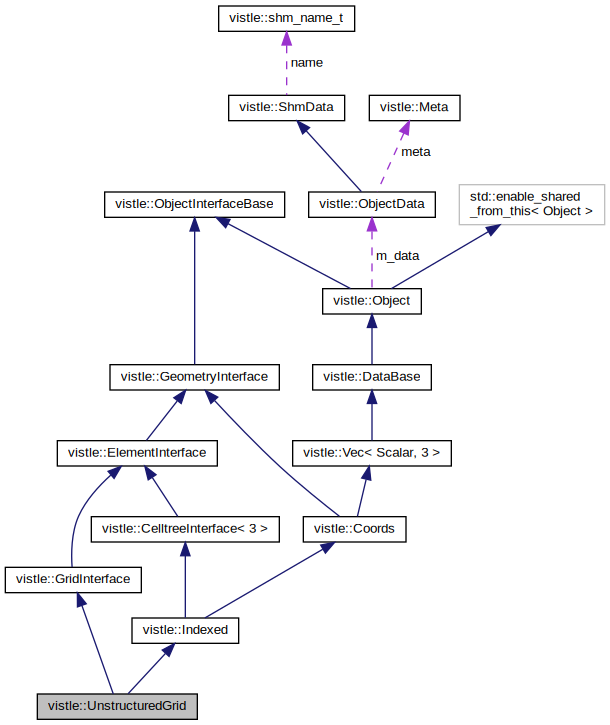 vistle::shm_name_t
name
vistle::ShmData
vistle::Meta
meta
vistle::ObjectInterfaceBase
vistle::ObjectData
std::enable_shared
_from_this< Object >
m_data
vistle::Object
vistle::GeometryInterface
vistle::DataBase
vistle::ElementInterface
vistle::Vec< Scalar, 3 >
vistle::CelltreeInterface< 3 >
vistle::Coords
vistle::GridInterface
vistle::Indexed
vistle::UnstructuredGrid